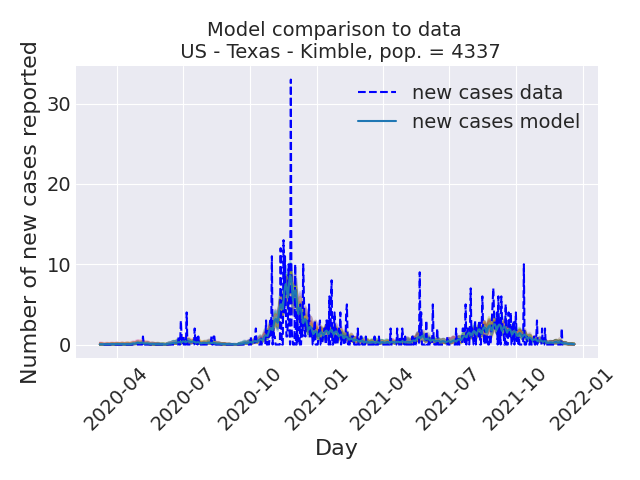 Model comparison to data
US - Texas - Kimble, pop. = 4337
Number of new cases reported
30
20
10
0
new cases data
new cases model
2020-04
2020-07
2020-10
2021-01
2021-04
2021-07
2021-10
2022-01
Day